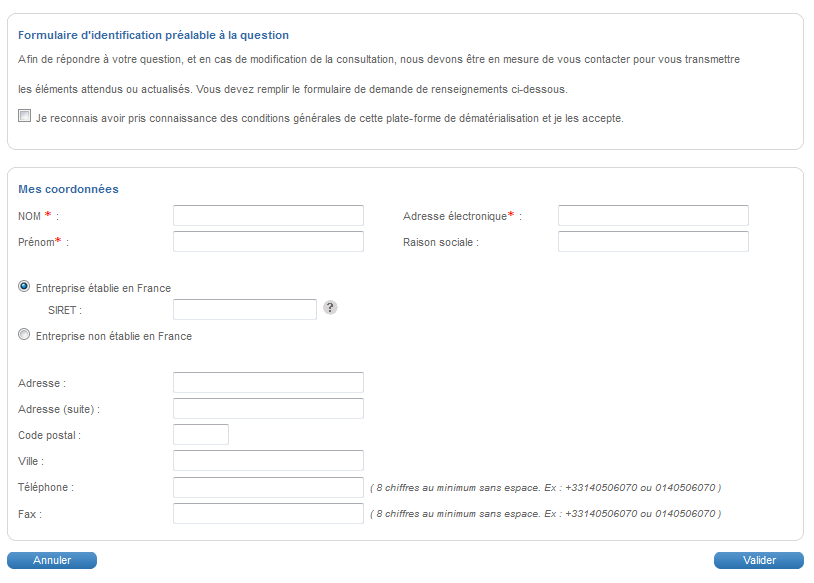 Formulaire d'identification préalable à la question
Afin de répondre à votre question, et en cas de modification de la consultation, nous devons être en mesure de vous contacter pour vous transmettre
les éléments attendus ou actualisés. Vous devez remplir le formulaire de demande de renseignements ci-dessous.
Je reconnais avoir pris connaissance des conditions générales de cette plate-forme de dématérialisation et je les accepte.
Mes coordonnées
NOM * : Adresse électronique* :
Prénom* : Raison sociale :
Entreprise établie en France
SIRET : ?
Entreprise non établie en France
Adresse :
Adresse (suite) :
Code postal :
Ville :
Téléphone : ( 8 chiffres au minimum sans espace. Ex : +33140506070 ou 0140506070 )
Fax : ( 8 chiffres au minimum sans espace. Ex : +33140506070 ou 0140506070 )
Annuler Valider